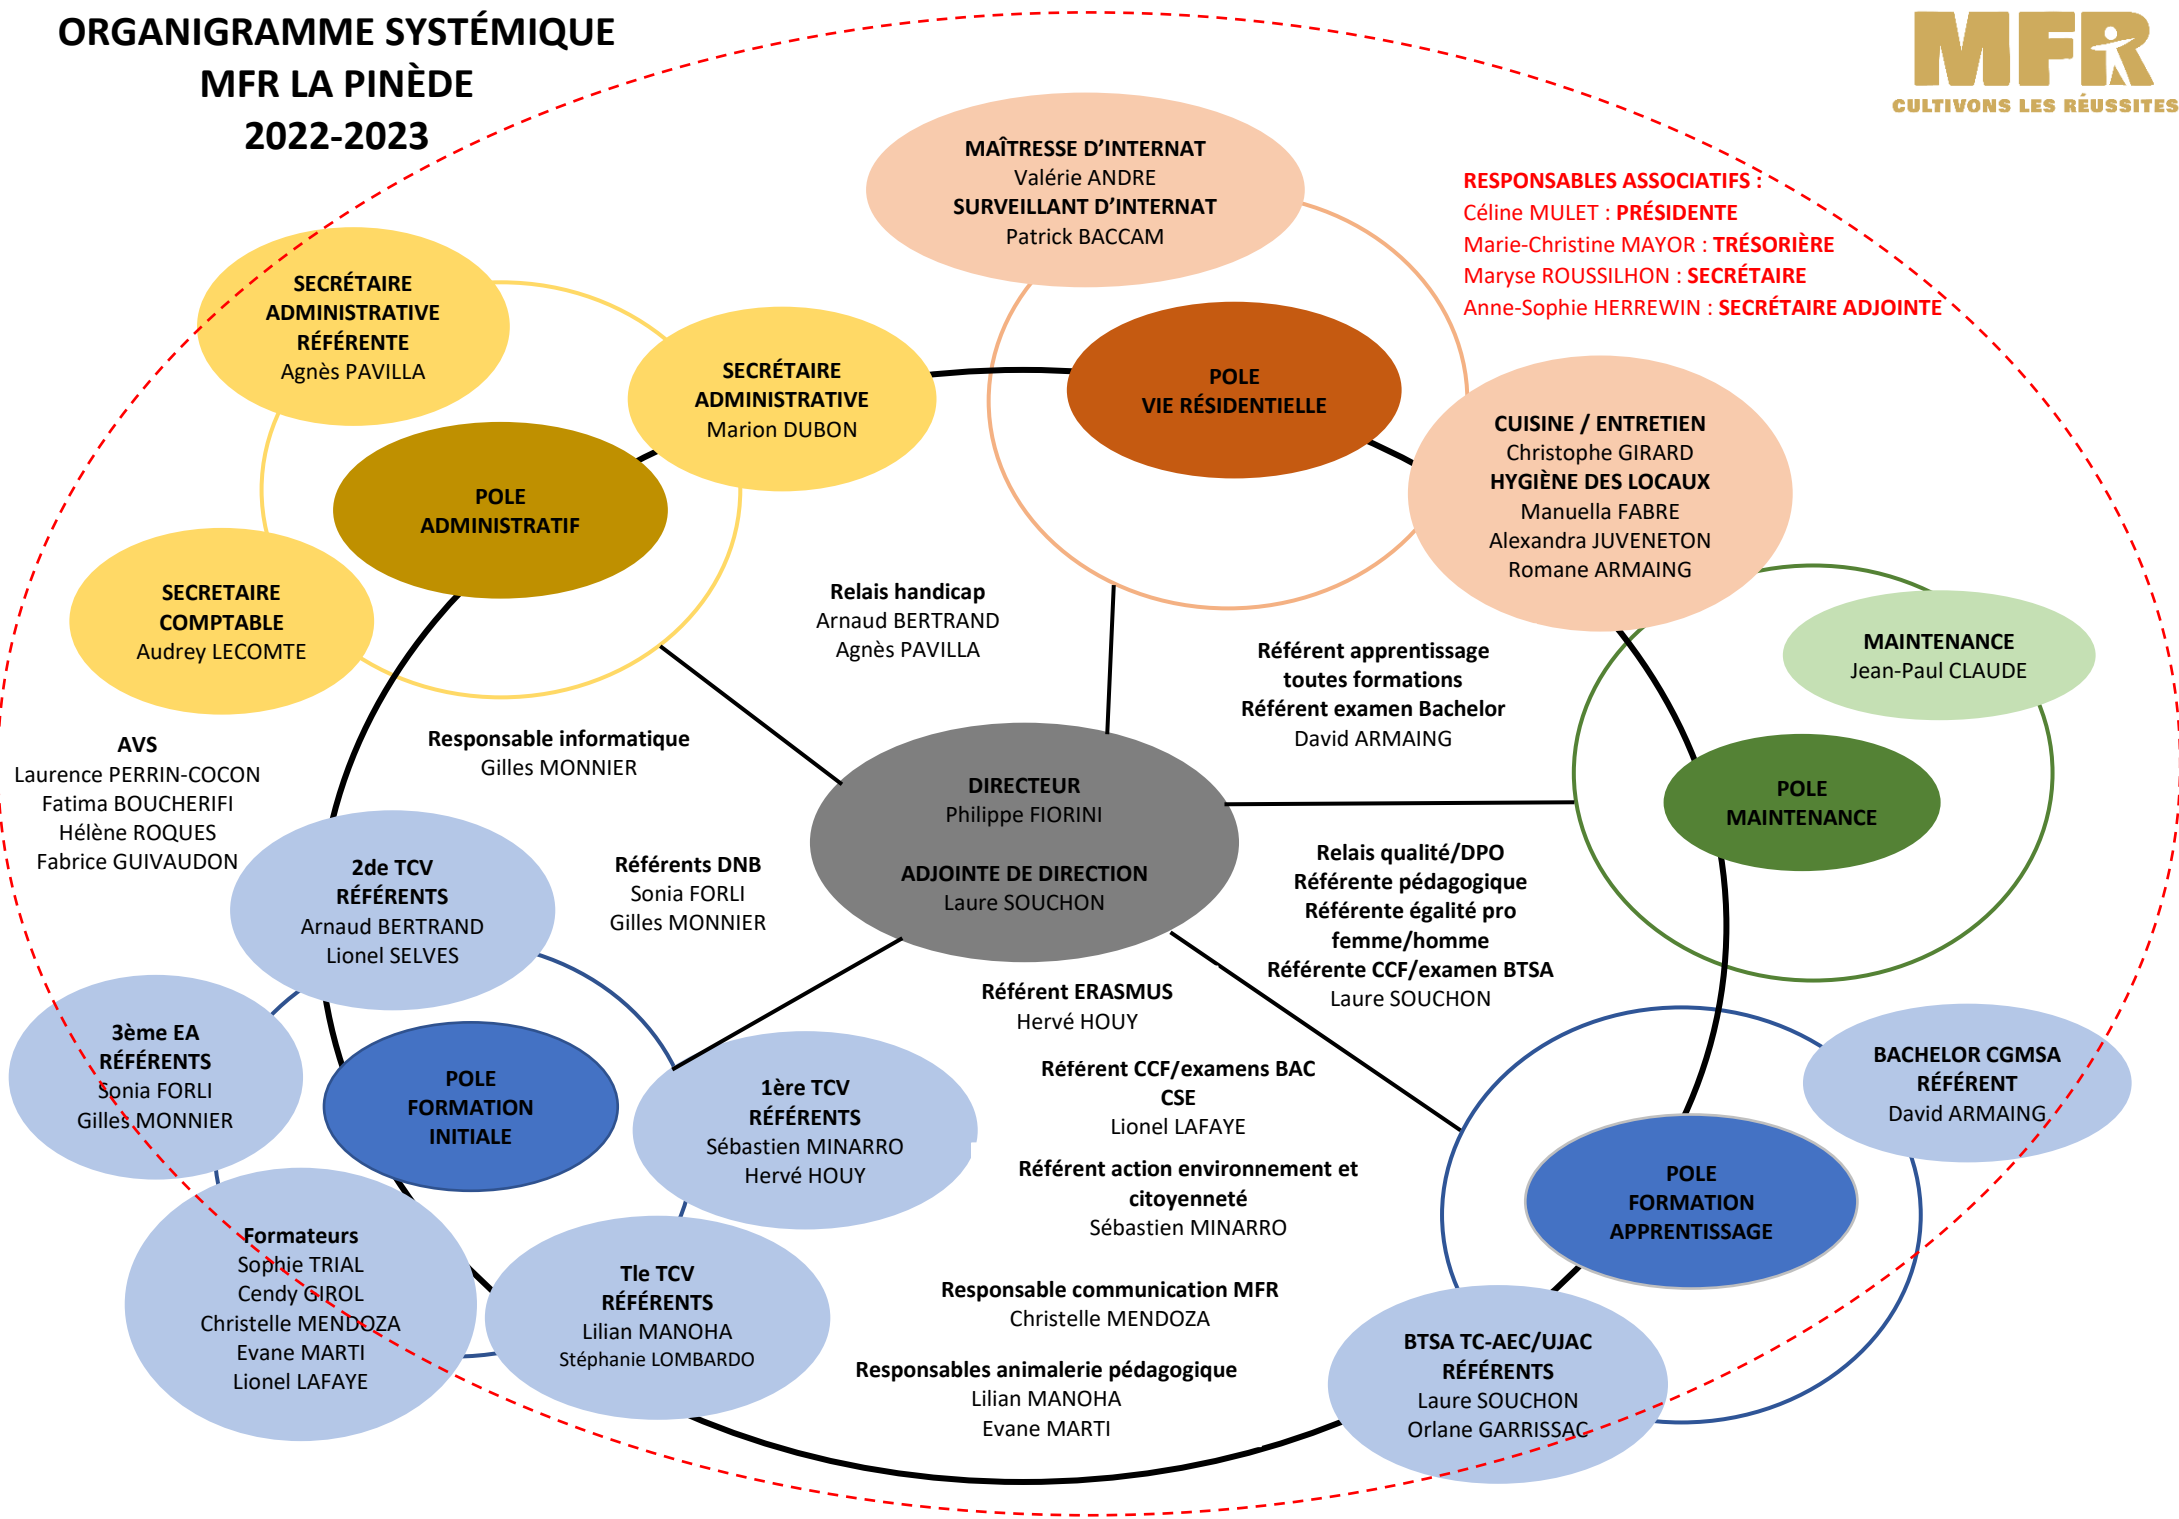 ORGANIGRAMME SYSTÉMIQUE
MFR LA PINÈDE
2022-2023
MFR
CULTIVONS LES RÉUSSITES
RESPONSABLES ASSOCIATIFS :
Céline MULET : PRÉSIDENTE
Marie-Christine MAYOR : TRÉSORIÈRE
Maryse ROUSSILHON : SECRÉTAIRE
Anne-Sophie HERREWIN : SECRÉTAIRE ADJOINTE
MAÎTRESSE D’INTERNAT
Valérie ANDRE
SURVEILLANT D’INTERNAT
Patrick BACCAM
SECRÉTAIRE
ADMINISTRATIVE
RÉFÉRENTE
Agnès PAVILLA
SECRÉTAIRE
ADMINISTRATIVE
Marion DUBON
POLE
VIE RÉSIDENTIELLE
CUISINE / ENTRETIEN
Christophe GIRARD
HYGIÈNE DES LOCAUX
Manuella FABRE
Alexandra JUVENETON
Romane ARMAING
POLE
ADMINISTRATIF
SECRETAIRE
COMPTABLE
Audrey LECOMTE
Relais handicap
Arnaud BERTRAND
Agnès PAVILLA
Référent apprentissage
toutes formations
Référent examen Bachelor
David ARMAING
MAINTENANCE
Jean-Paul CLAUDE
AVS
Laurence PERRIN-COCON
Fatima BOUCHERIFI
Hélène ROQUES
Fabrice GUIVAUDON
Responsable informatique
Gilles MONNIER
DIRECTEUR
Philippe FIORINI
ADJOINTE DE DIRECTION
Laure SOUCHON
POLE
MAINTENANCE
2de TCV
RÉFÉRENTS
Arnaud BERTRAND
Lionel SELVES
Référents DNB
Sonia FORLI
Gilles MONNIER
Relais qualité/DPO
Référente pédagogique
Référente égalité pro
femme/homme
Référente CCF/examen BTSA
Laure SOUCHON
3ème EA
RÉFÉRENTS
Sonia FORLI
Gilles MONNIER
POLE
FORMATION
INITIALE
1ère TCV
RÉFÉRENTS
Sébastien MINARRO
Hervé HOUY
Référent ERASMUS
Hervé HOUY
Référent CCF/examens BAC
CSE
Lionel LAFAYE
Référent action environnement et
citoyenneté
Sébastien MINARRO
BACHELOR CGMSA
RÉFÉRENT
David ARMAING
POLE
FORMATION
APPRENTISSAGE
Formateurs
Sophie TRIAL
Cendy GIROL
Christelle MENDOZA
Evane MARTI
Lionel LAFAYE
Tle TCV
RÉFÉRENTS
Lilian MANOHA
Stéphanie LOMBARDO
Responsable communication MFR
Christelle MENDOZA
Responsables animalerie pédagogique
Lilian MANOHA
Evane MARTI
BTSA TC-AEC/UJAC
RÉFÉRENTS
Laure SOUCHON
Orlane GARRISSAC